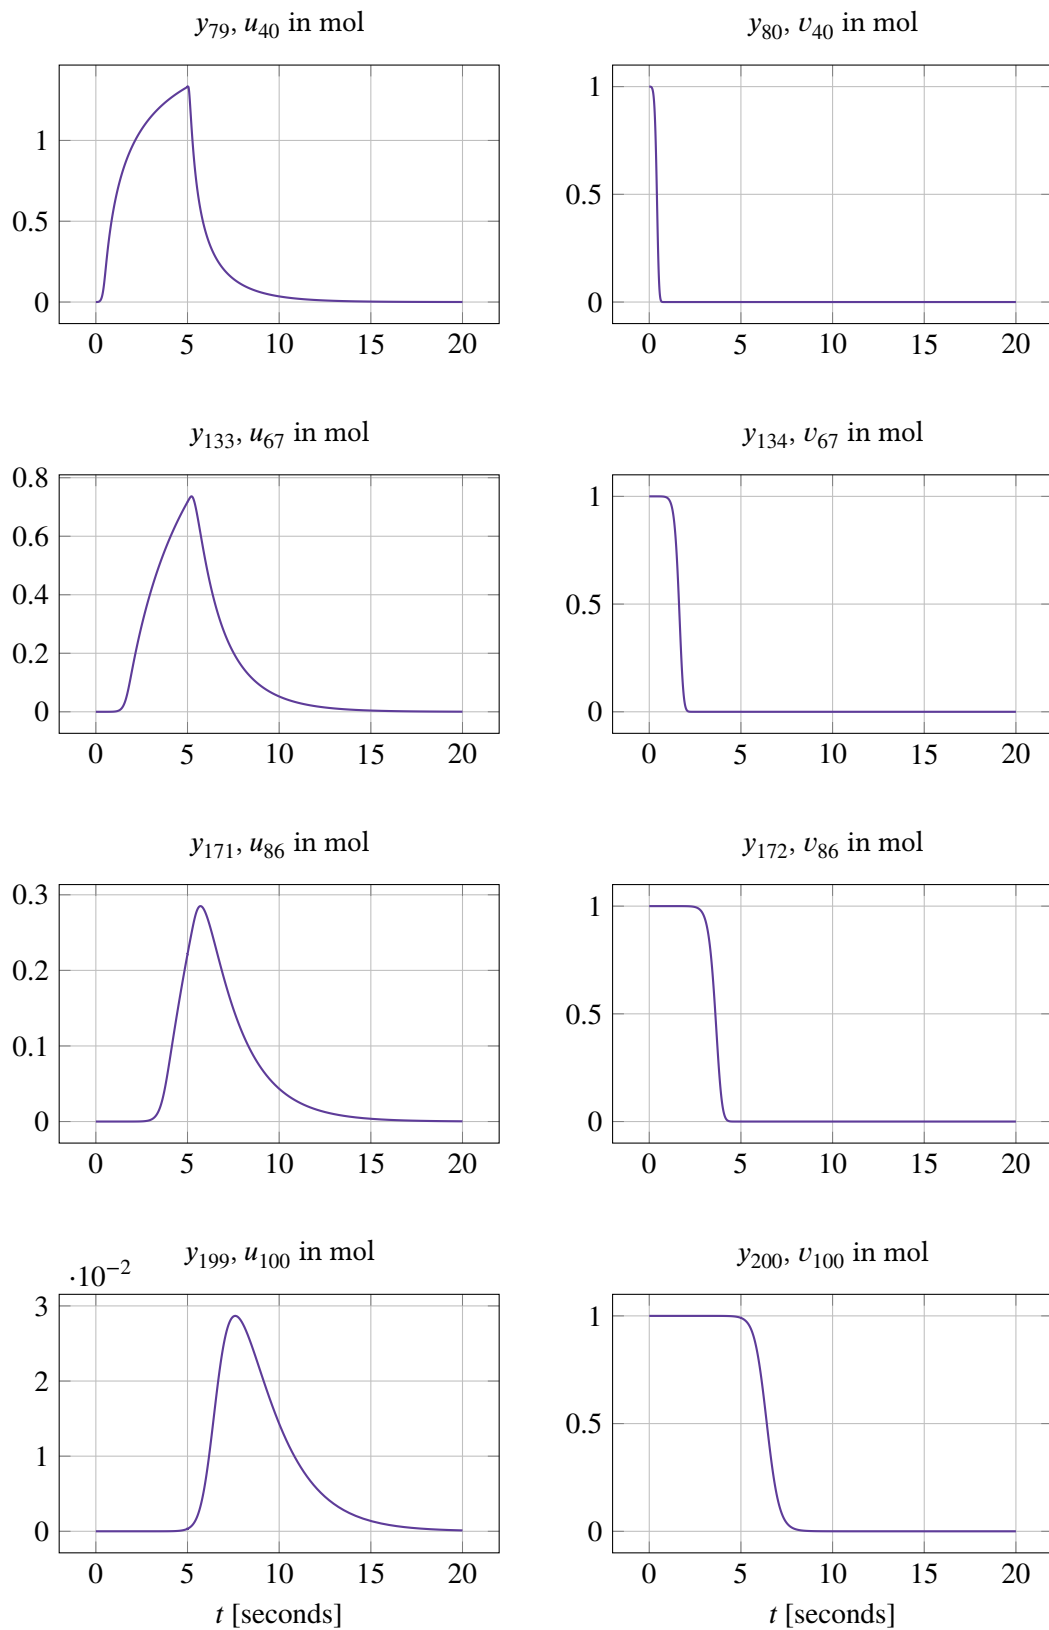 y₇₉, u₄₀ in mol
1
0.5
0
0 5 10 15 20
y₈₀, v₄₀ in mol
1
0.5
0
0 5 10 15 20
y₁₃₃, u₆₇ in mol
0.8
0.6
0.4
0.2
0
0 5 10 15 20
y₁₃₄, v₆₇ in mol
1
0.5
0
0 5 10 15 20
y₁₇₁, u₈₆ in mol
0.3
0.2
0.1
0
0 5 10 15 20
y₁₇₂, v₈₆ in mol
1
0.5
0
0 5 10 15 20
y₁₉₉, u₁₀₀ in mol
·10⁻²
3
2
1
0
0 5 10 15 20
t [seconds]
y₂₀₀, v₁₀₀ in mol
1
0.5
0
0 5 10 15 20
t [seconds]